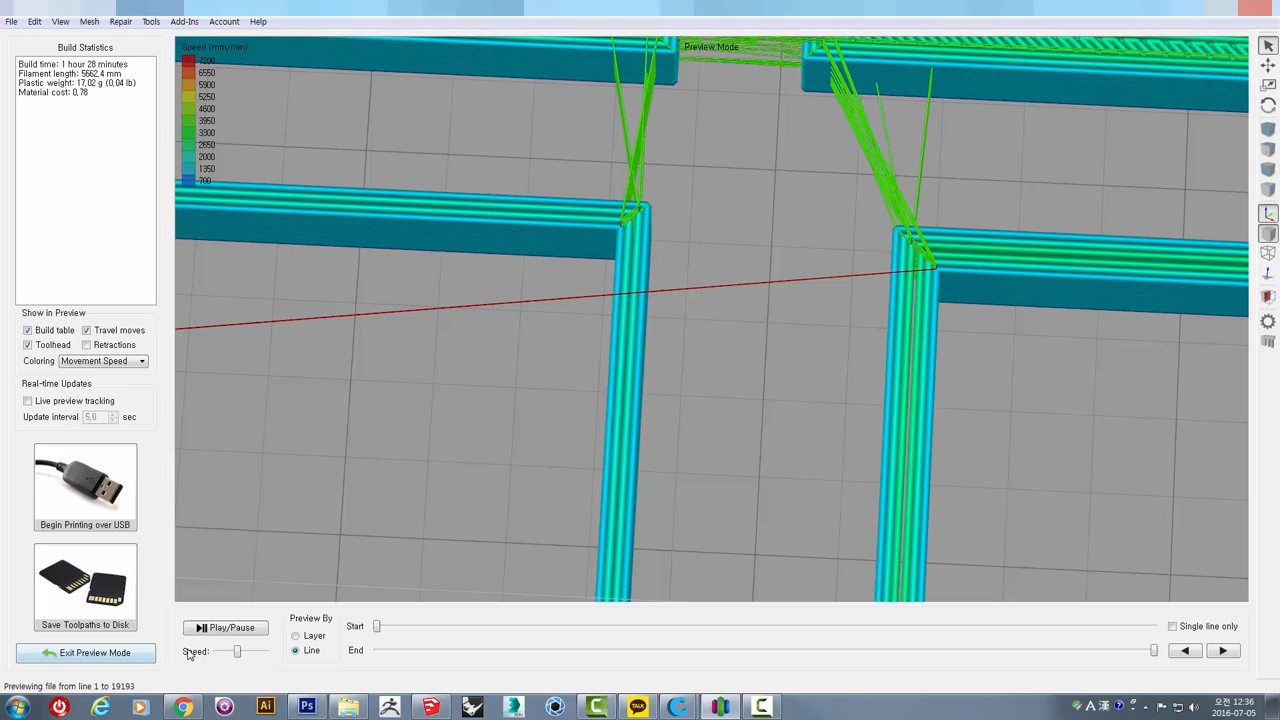 File Edit View Mesh Repair Tools Add-Ins Account Help
Build Statistics
Build time: 1 hour 28 minutes
Filament length: 5662,4 mm
Plastic weight: 17,02 g (0,04 lb)
Material cost: 0,78
Show in Preview
Build table Travel moves
Toolhead Retractions
Coloring Movement Speed
Real-time Updates
Live preview tracking
Update interval 5,0 sec
Begin Printing over USB
Save Toolpaths to Disk
Exit Preview Mode
Speed (mm/min)
7200
6550
5900
5250
4600
3950
3300
2650
2000
1350
700
Preview Mode
Play/Pause
Speed:
Preview By
Layer
Line
Start
End
Single line only
Previewing file from line 1 to 19193
Ai
Ps
TALK
A 漢
오전 12:36
2016-07-05